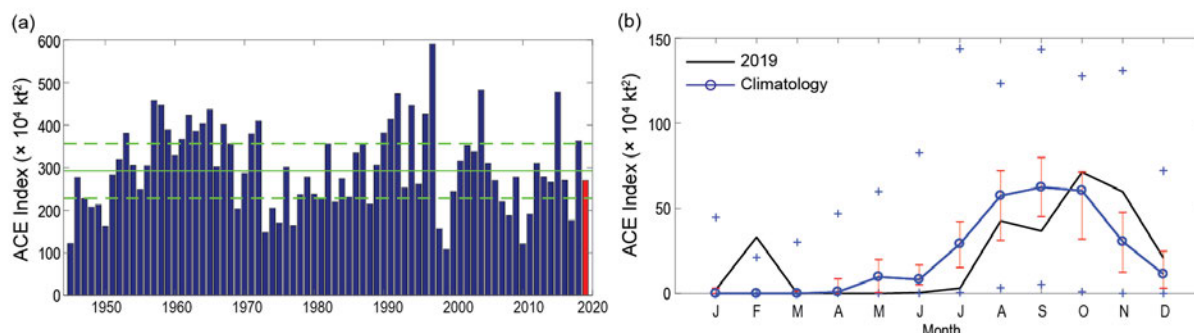 (a)
ACE Index (× 10⁴ kt²)
600
500
400
300
200
100
0
1950 1960 1970 1980 1990 2000 2010 2020
(b)
ACE Index (× 10⁴ kt²)
150
100
50
0
2019
Climatology
J F M A M J J A S O N D
Month